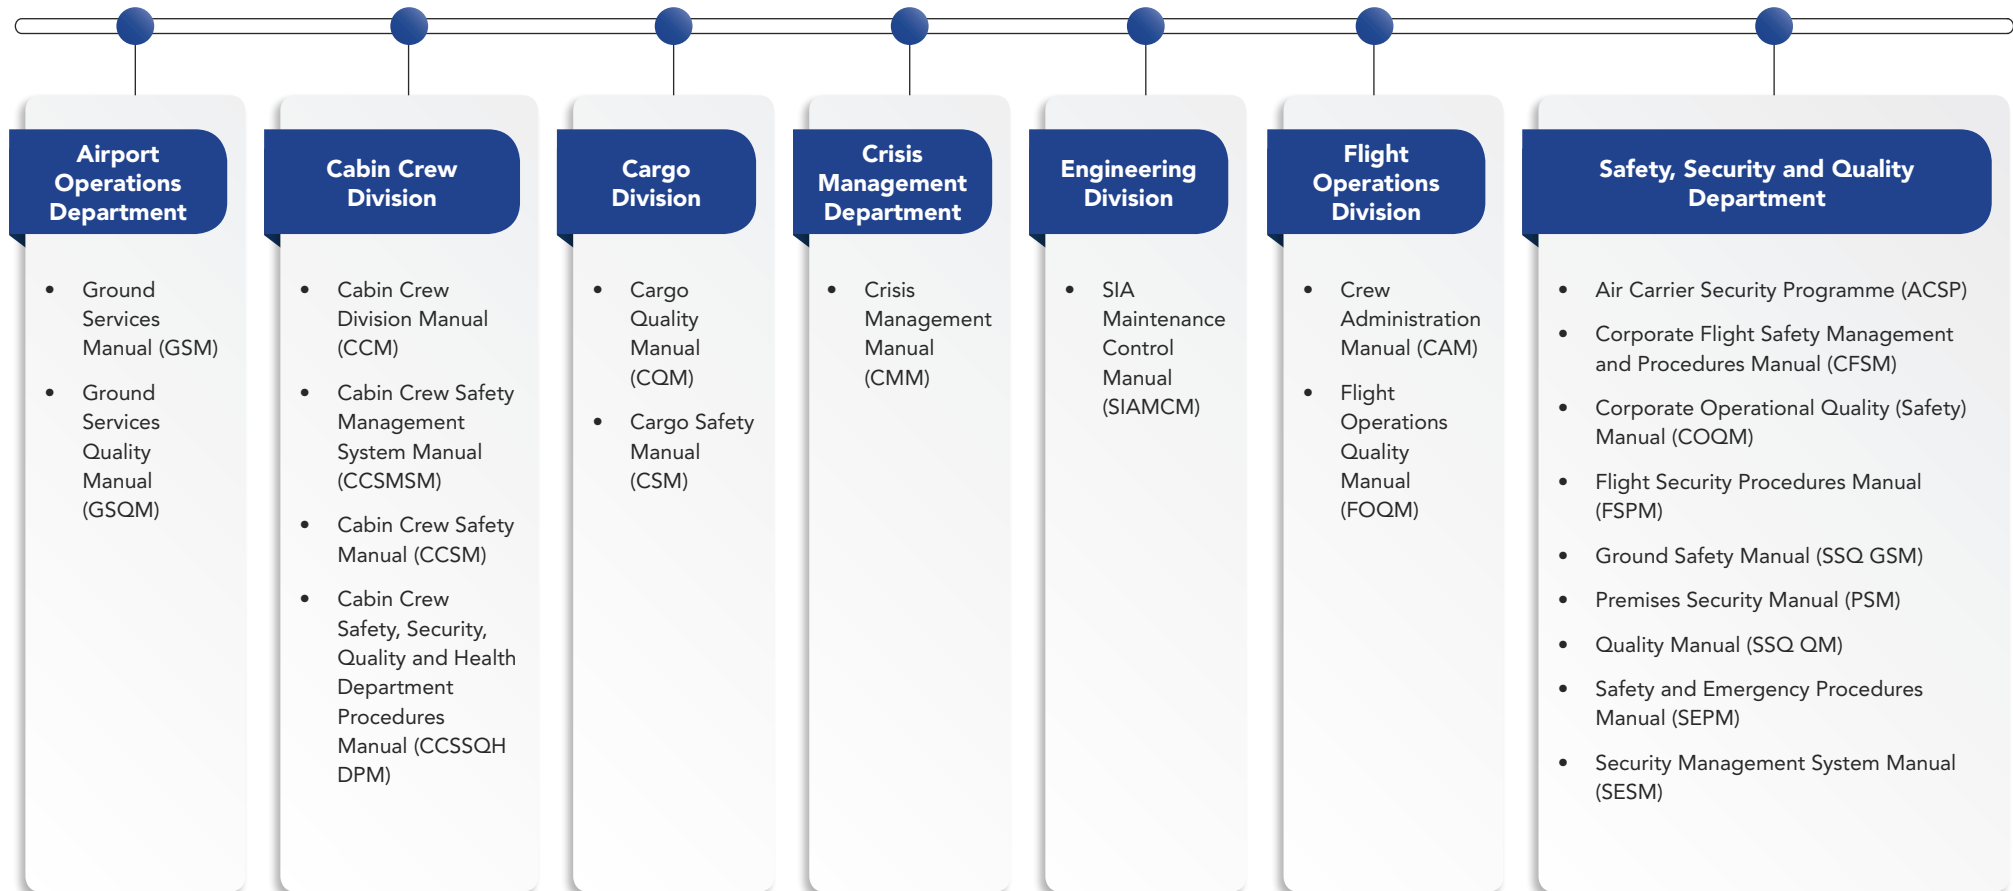 Airport
Operations
Department
• Ground
Services
Manual (GSM)
• Ground
Services
Quality
Manual
(GSQM)
Cabin Crew
Division
• Cabin Crew
Division Manual
(CCM)
• Cabin Crew Safety
Management
System Manual
(CCSMSM)
• Cabin Crew Safety
Manual (CCSM)
• Cabin Crew
Safety, Security,
Quality and Health
Department
Procedures
Manual (CCSSQH
DPM)
Cargo
Division
• Cargo
Quality
Manual
(CQM)
• Cargo Safety
Manual
(CSM)
Crisis
Management
Department
• Crisis
Management
Manual
(CMM)
Engineering
Division
• SIA
Maintenance
Control
Manual
(SIAMCM)
Flight
Operations
Division
• Crew
Administration
Manual (CAM)
• Flight
Operations
Quality
Manual
(FOQM)
Safety, Security and Quality
Department
• Air Carrier Security Programme (ACSP)
• Corporate Flight Safety Management
and Procedures Manual (CFSM)
• Corporate Operational Quality (Safety)
Manual (COQM)
• Flight Security Procedures Manual
(FSPM)
• Ground Safety Manual (SSQ GSM)
• Premises Security Manual (PSM)
• Quality Manual (SSQ QM)
• Safety and Emergency Procedures
Manual (SEPM)
• Security Management System Manual
(SESM)